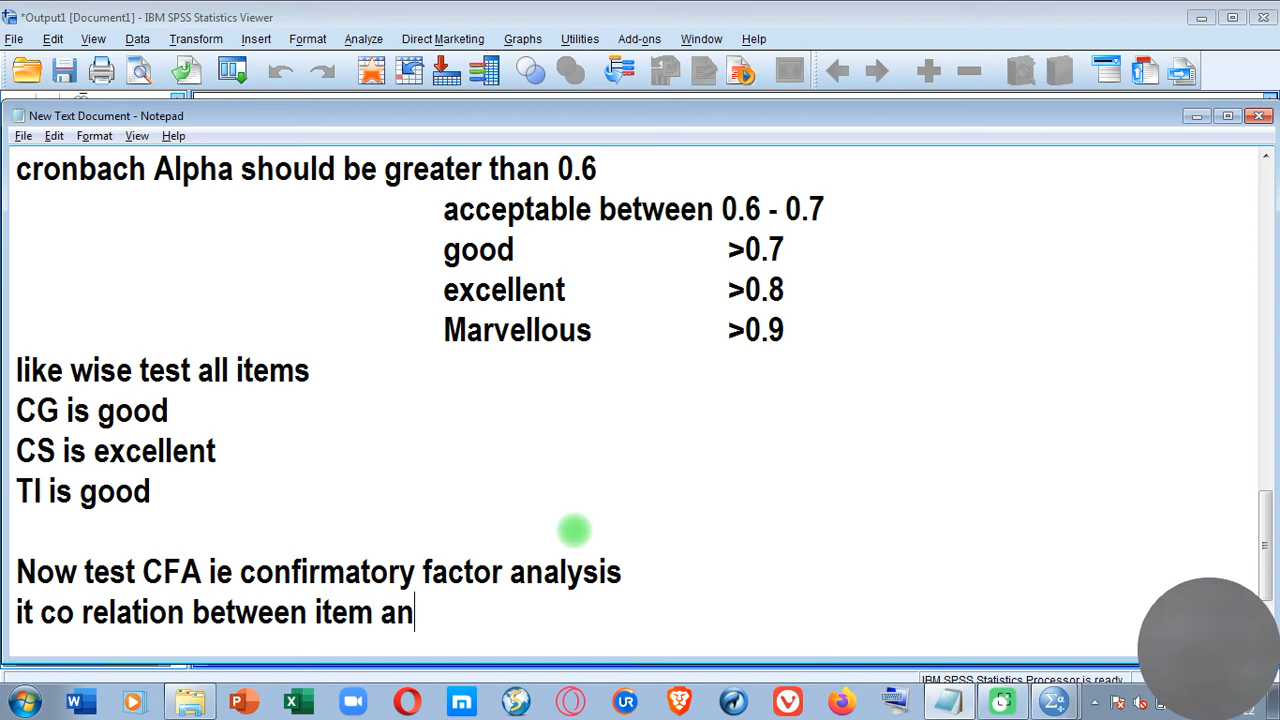 *Output1 [Document1] - IBM SPSS Statistics Viewer
File Edit View Data Transform Insert Format Analyze Direct Marketing Graphs Utilities Add-ons Window Help
New Text Document - Notepad
File Edit Format View Help
cronbach Alpha should be greater than 0.6
acceptable between 0.6 - 0.7
good >0.7
excellent >0.8
Marvellous >0.9
like wise test all items
CG is good
CS is excellent
TI is good
Now test CFA ie confirmatory factor analysis
it co relation between item an
IBM SPSS Statistics Processor is ready